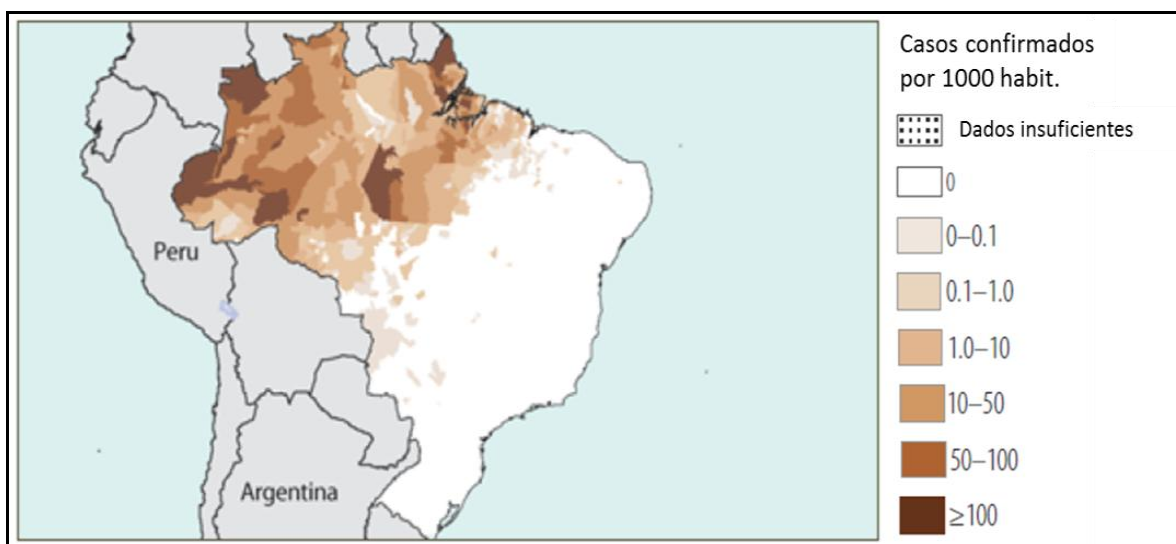 Casos confirmados
por 1000 habit.
Dados insuficientes
0
0–0.1
0.1–1.0
1.0–10
10–50
50–100
≥100
Peru
Argentina